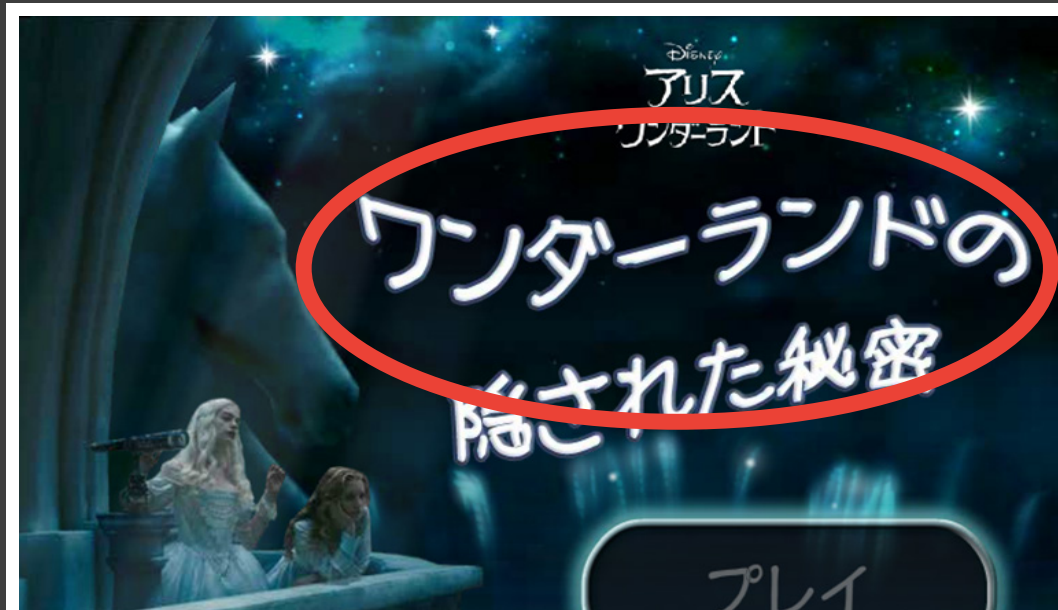 Disney
アリス
ワンダーランド
ワンダーランドの
隠された秘密
プレイ